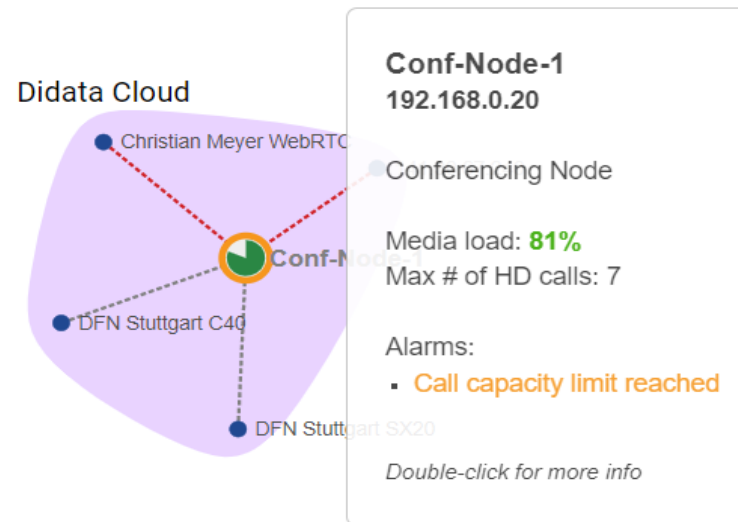 Didata Cloud
Christian Meyer WebRTC
Conf-Node-1
DFN Stuttgart C40
DFN Stuttgart SX20
Conf-Node-1
192.168.0.20
Conferencing Node
Media load: 81%
Max # of HD calls: 7
Alarms:
▪ Call capacity limit reached
Double-click for more info